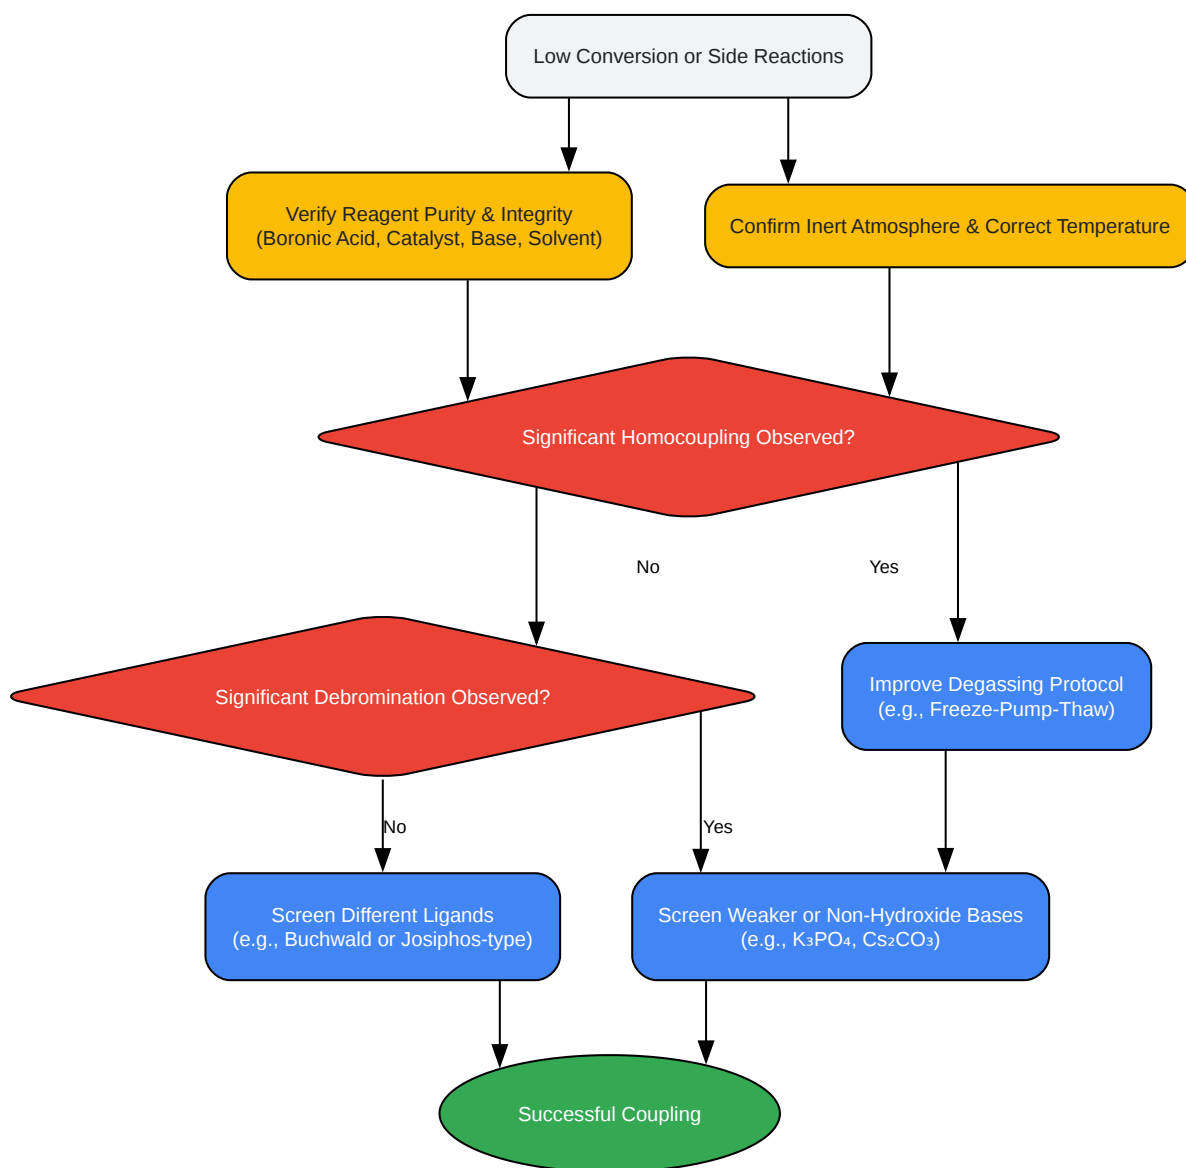 Low Conversion or Side Reactions
Verify Reagent Purity & Integrity
(Boronic Acid, Catalyst, Base, Solvent)
Confirm Inert Atmosphere & Correct Temperature
Significant Homocoupling Observed?
No
Yes
Significant Debromination Observed?
Improve Degassing Protocol
(e.g., Freeze-Pump-Thaw)
No
Yes
Screen Different Ligands
(e.g., Buchwald or Josiphos-type)
Screen Weaker or Non-Hydroxide Bases
(e.g., K₃PO₄, Cs₂CO₃)
Successful Coupling